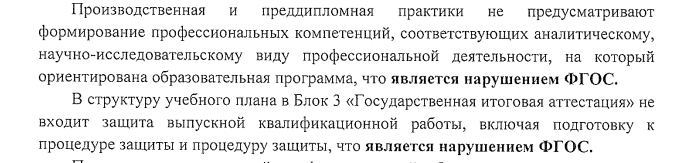 Производственная и преддипломная практики не предусматривают
формирование профессиональных компетенций, соответствующих аналитическому,
научно-исследовательскому виду профессиональной деятельности, на который
ориентирована образовательная программа, что является нарушением ФГОС.
В структуру учебного плана в Блок 3 «Государственная итоговая аттестация» не
входит защита выпускной квалификационной работы, включая подготовку к
процедуре защиты и процедуру защиты, что является нарушением ФГОС.